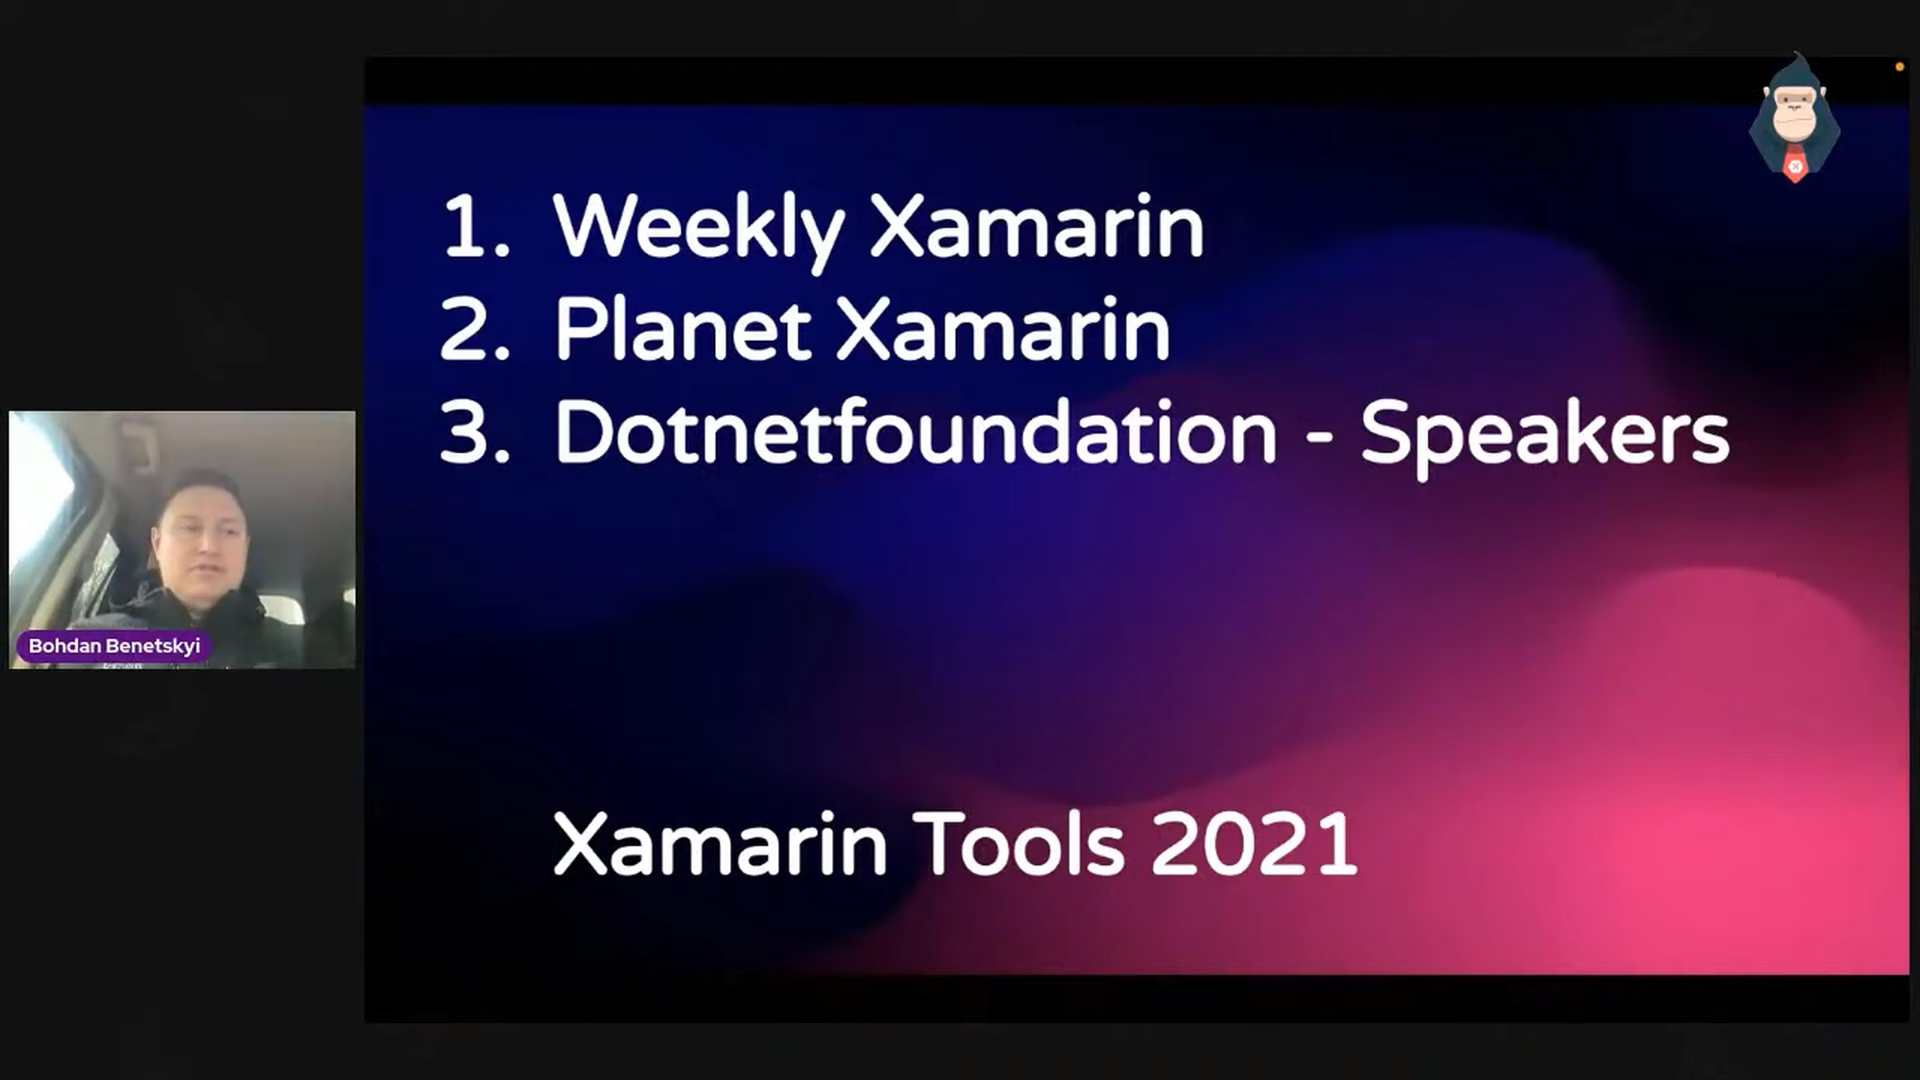 1. Weekly Xamarin
2. Planet Xamarin
3. Dotnetfoundation - Speakers
Bohdan Benetskyi
Xamarin Tools 2021